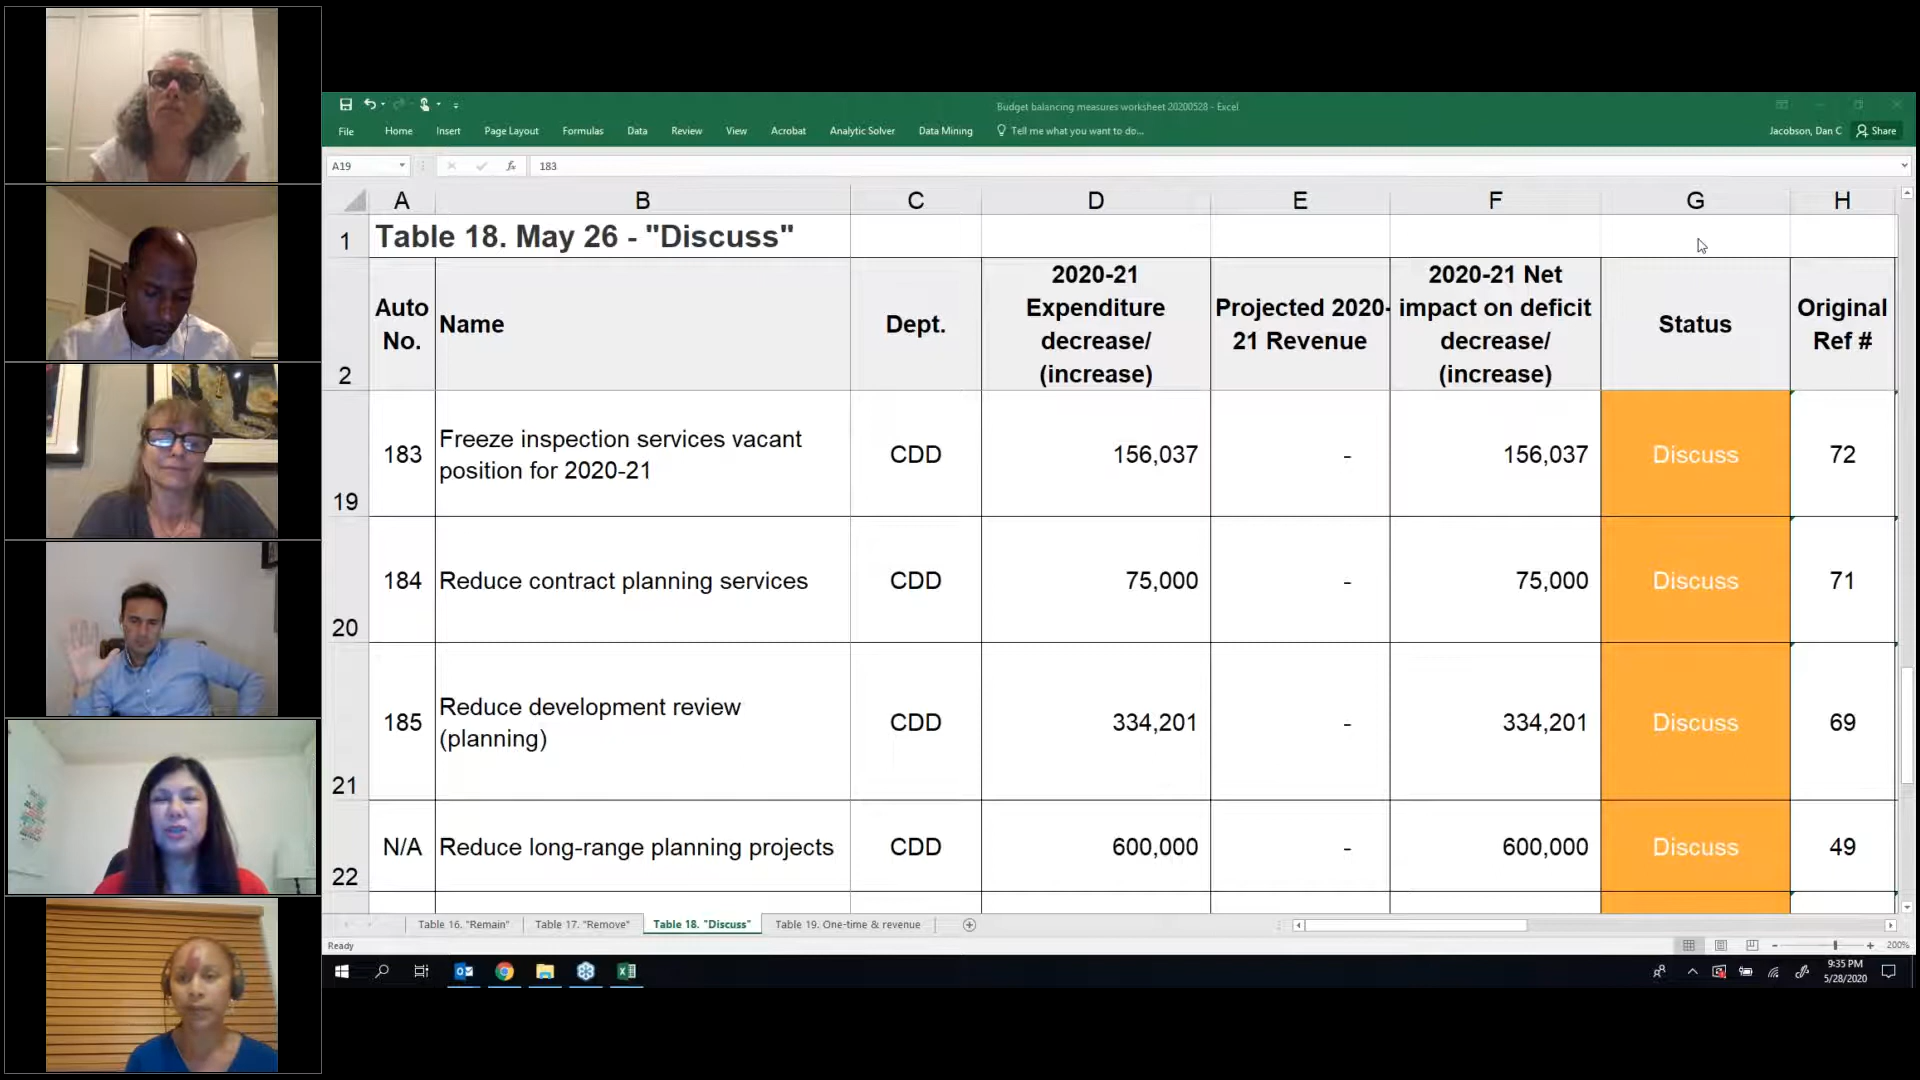 Budget balancing measures worksheet 20200528 - Excel
File Home Insert Page Layout Formulas Data Review View Acrobat Analytic Solver Data Mining Tell me what you want to do... Jacobson, Dan C Share
A19 fx 183
A B C D E F G H
1 Table 18. May 26 - "Discuss"
2020-21 2020-21 Net
Auto Expenditure Projected 2020- impact on deficit Original
Name Dept. Status
No. decrease/ 21 Revenue decrease/ Ref #
2 (increase) (increase)
Freeze inspection services vacant
183 CDD 156,037 - 156,037 Discuss 72
position for 2020-21
19
184 Reduce contract planning services CDD 75,000 - 75,000 Discuss 71
20
Reduce development review
185 CDD 334,201 - 334,201 Discuss 69
(planning)
21
N/A Reduce long-range planning projects CDD 600,000 - 600,000 Discuss 49
22
Table 16. "Remain" Table 17. "Remove" Table 18. "Discuss" Table 19. One-time & revenue
Ready 200%
9:35 PM
5/28/2020